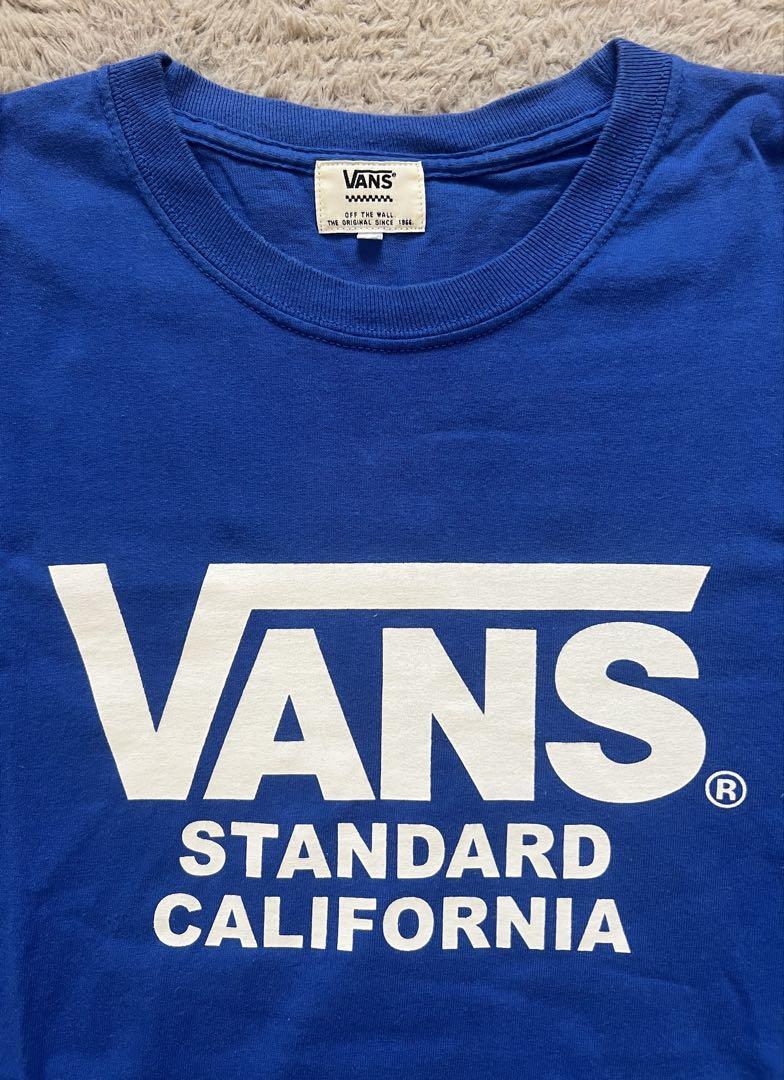 VANS®
OFF THE WALL.
THE ORIGINAL SINCE 1966.
VANS®
STANDARD
CALIFORNIA